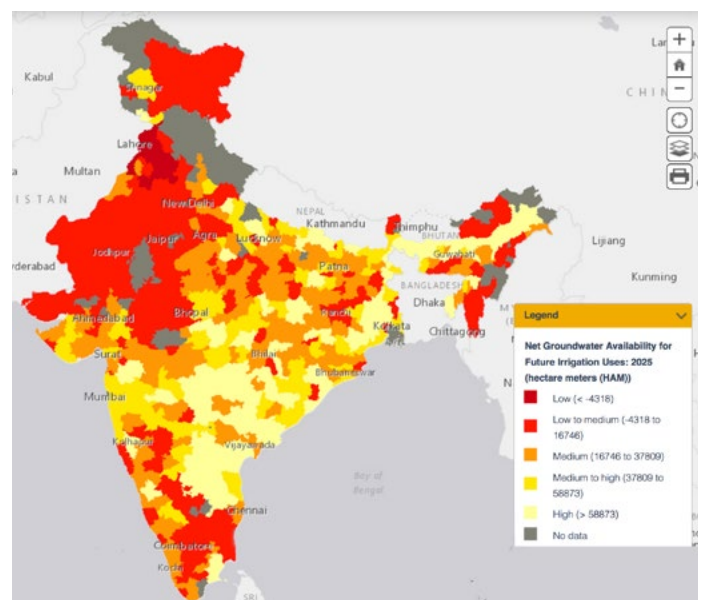 Kabul
Srinagar
CHIN
Lahore
Multan
ISTAN
New Delhi
NEPAL
Kathmandu
Thimphu
BHUTAN
Lijiang
Jaipur
Agra
Lucknow
Jodhpur
Guwahati
yderabad
Patna
Kunming
BANGLADESH
Dhaka
Ahmedabad
Bhopal
Ranchi
Kolkata
Chittagong
Surat
Bhilai
Bhubaneswar
Mumbai
Kolhapur
Vijayawada
Bay of
Bengal
Chennai
Coimbatore
Kochi
SRI
Legend
Net Groundwater Availability for
Future Irrigation Uses: 2025
(hectare meters (HAM))
Low (< -4318)
Low to medium (-4318 to
16746)
Medium (16746 to 37809)
Medium to high (37809 to
58873)
High (> 58873)
No data